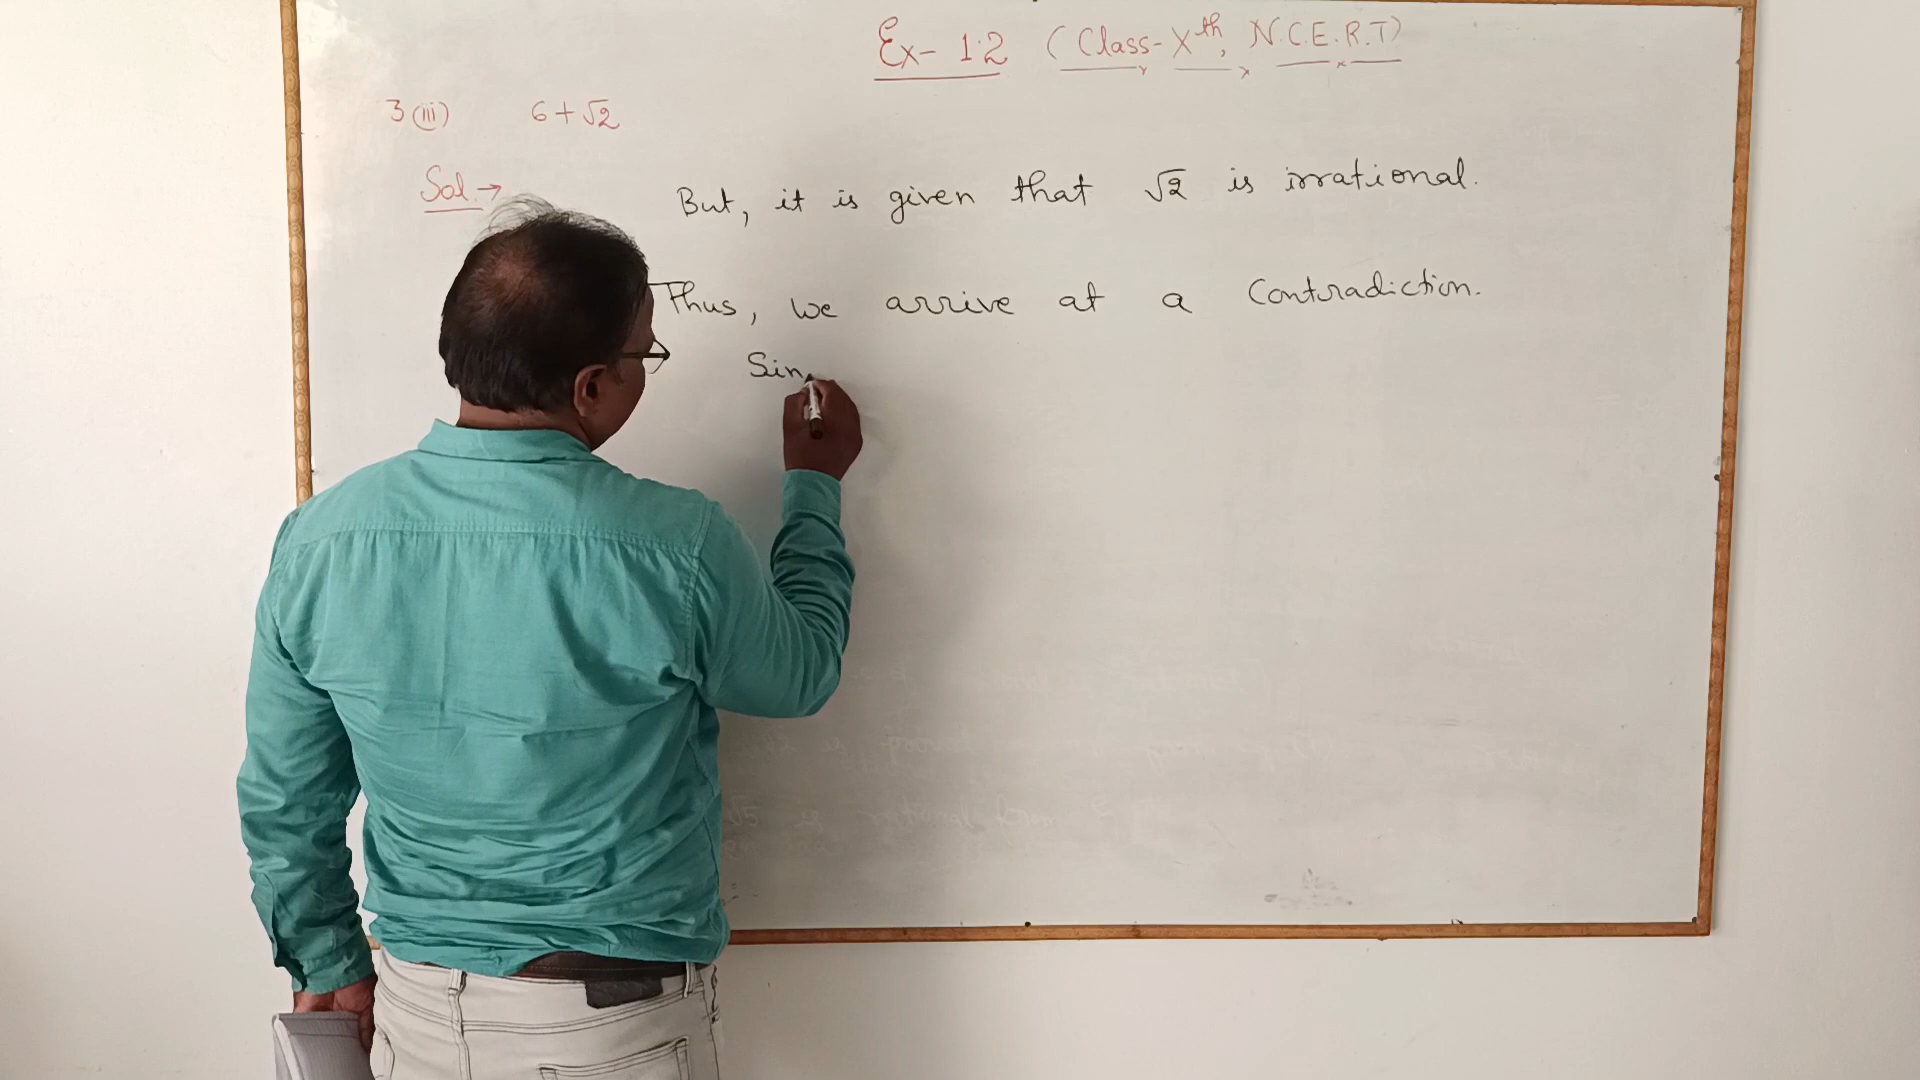 Ex- 1.2 (Class- Xth, N.C.E.R.T)
3 (iii) 6+√2
Sol.→
But, it is given that √2 is irrational.
Thus, we arrive at a Contradiction.
Sin